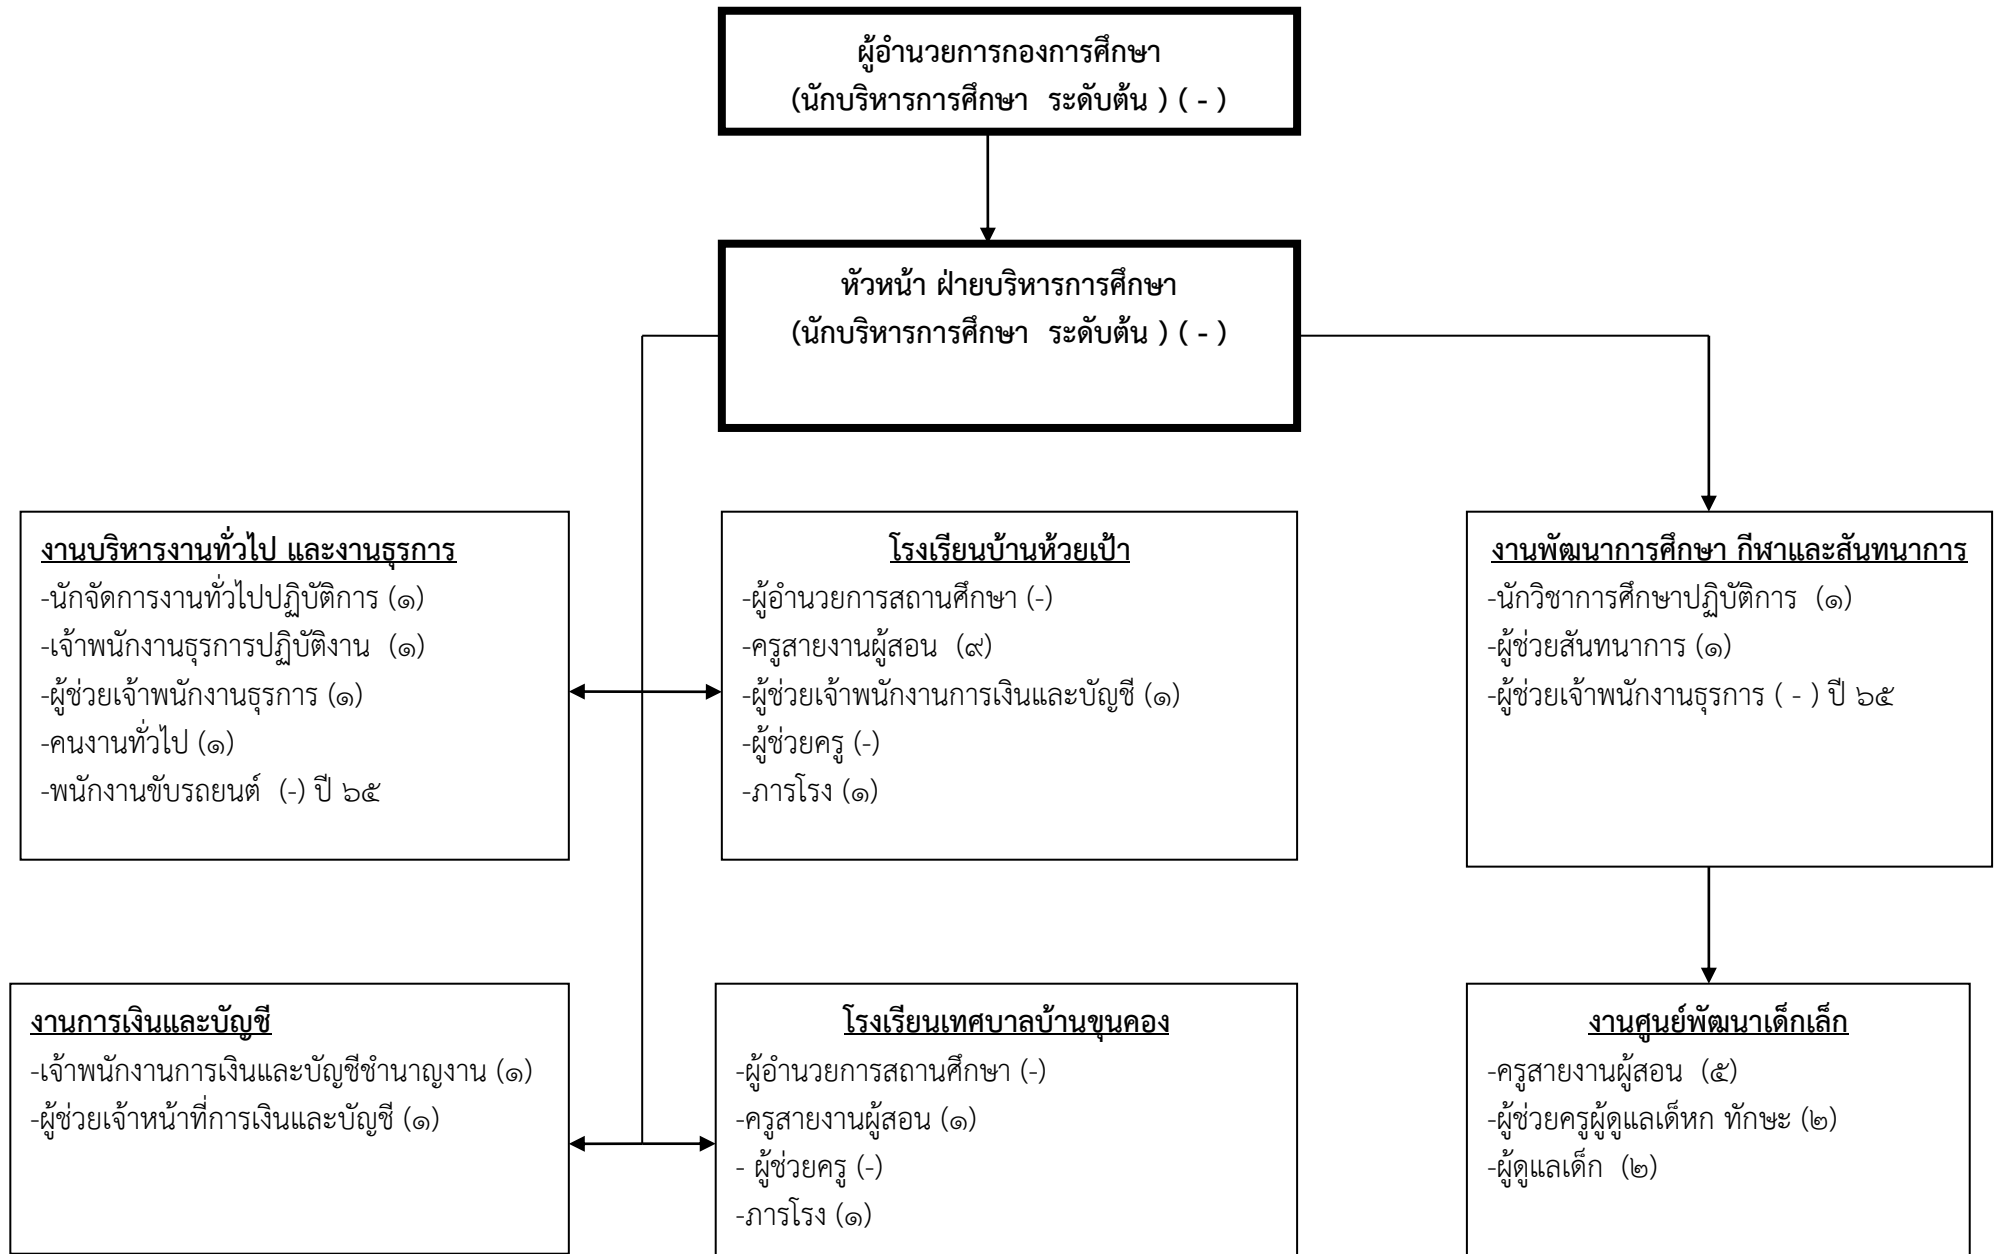 ผู้อำนวยการกองการศึกษา
(นักบริหารการศึกษา ระดับต้น ) ( - )
หัวหน้า ฝ่ายบริหารการศึกษา
(นักบริหารการศึกษา ระดับต้น ) ( - )
งานบริหารงานทั่วไป และงานธุรการ
-นักจัดการงานทั่วไปปฏิบัติการ (๑)
-เจ้าพนักงานธุรการปฏิบัติงาน (๑)
-ผู้ช่วยเจ้าพนักงานธุรการ (๑)
-คนงานทั่วไป (๑)
-พนักงานขับรถยนต์ (-) ปี ๖๕
โรงเรียนบ้านห้วยเป้า
-ผู้อำนวยการสถานศึกษา (-)
-ครูสายงานผู้สอน (๙)
-ผู้ช่วยเจ้าพนักงานการเงินและบัญชี (๑)
-ผู้ช่วยครู (-)
-ภารโรง (๑)
งานพัฒนาการศึกษา กีฬาและสันทนาการ
-นักวิชาการศึกษาปฏิบัติการ (๑)
-ผู้ช่วยสันทนาการ (๑)
-ผู้ช่วยเจ้าพนักงานธุรการ ( - ) ปี ๖๕
งานการเงินและบัญชี
-เจ้าพนักงานการเงินและบัญชีชำนาญงาน (๑)
-ผู้ช่วยเจ้าหน้าที่การเงินและบัญชี (๑)
โรงเรียนเทศบาลบ้านขุนคอง
-ผู้อำนวยการสถานศึกษา (-)
-ครูสายงานผู้สอน (๑)
- ผู้ช่วยครู (-)
-ภารโรง (๑)
งานศูนย์พัฒนาเด็กเล็ก
-ครูสายงานผู้สอน (๕)
-ผู้ช่วยครูผู้ดูแลเด็หก ทักษะ (๒)
-ผู้ดูแลเด็ก (๒)